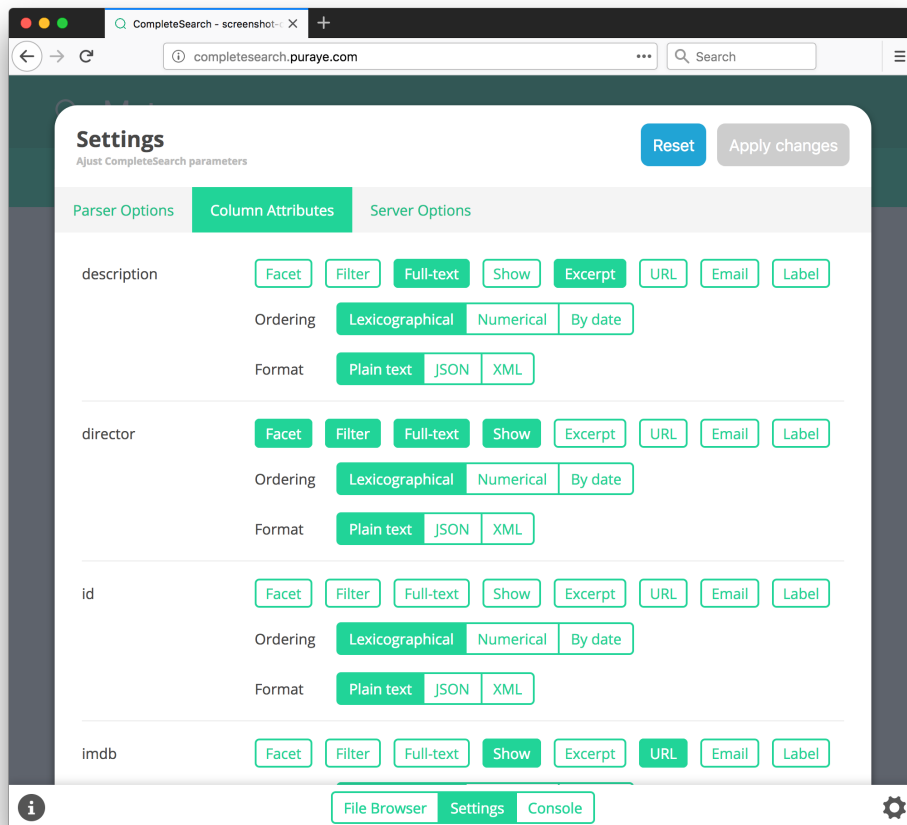 CompleteSearch - screenshot-
completesearch.puraye.com
Search
Settings
Ajust CompleteSearch parameters
Reset Apply changes
Parser Options Column Attributes Server Options
description Facet Filter Full-text Show Excerpt URL Email Label
Ordering Lexicographical Numerical By date
Format Plain text JSON XML
director Facet Filter Full-text Show Excerpt URL Email Label
Ordering Lexicographical Numerical By date
Format Plain text JSON XML
id Facet Filter Full-text Show Excerpt URL Email Label
Ordering Lexicographical Numerical By date
Format Plain text JSON XML
imdb Facet Filter Full-text Show Excerpt URL Email Label
File Browser Settings Console